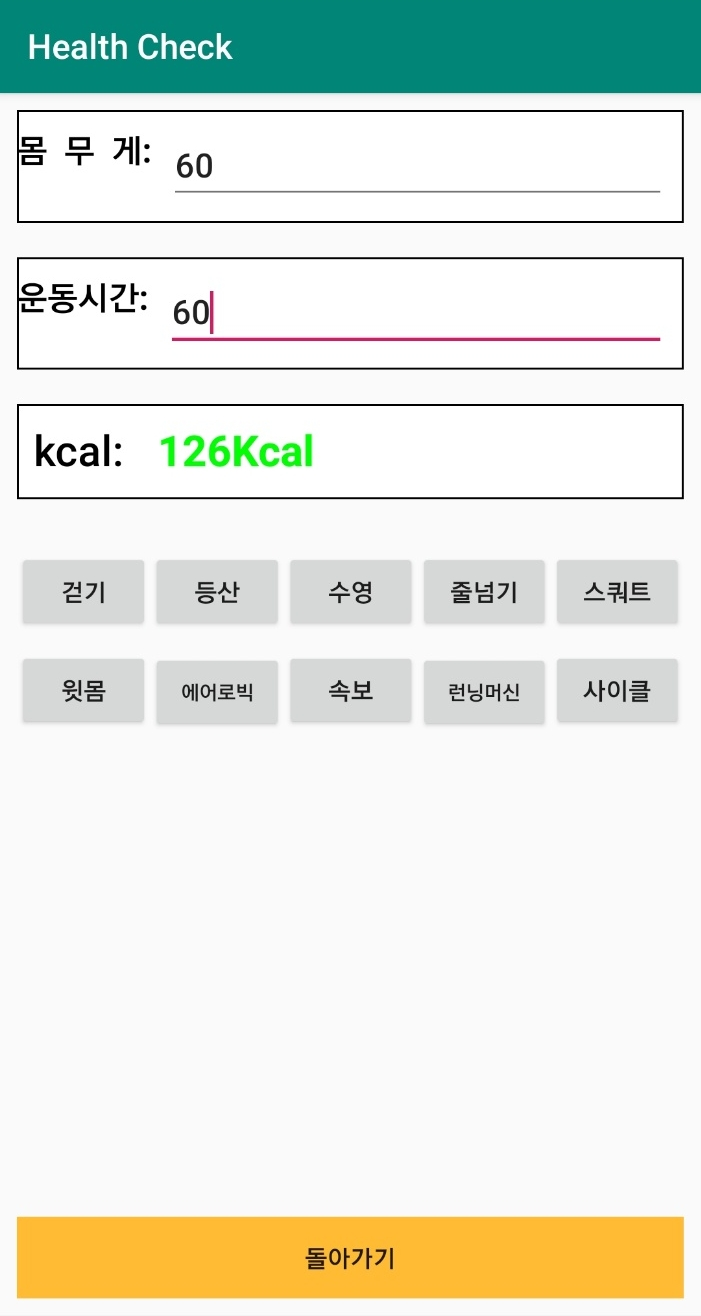 Health Check
몸 무 게: 60
운동시간: 60
kcal: 126Kcal
걷기 등산 수영 줄넘기 스쿼트
윗몸 에어로빅 속보 런닝머신 사이클
돌아가기